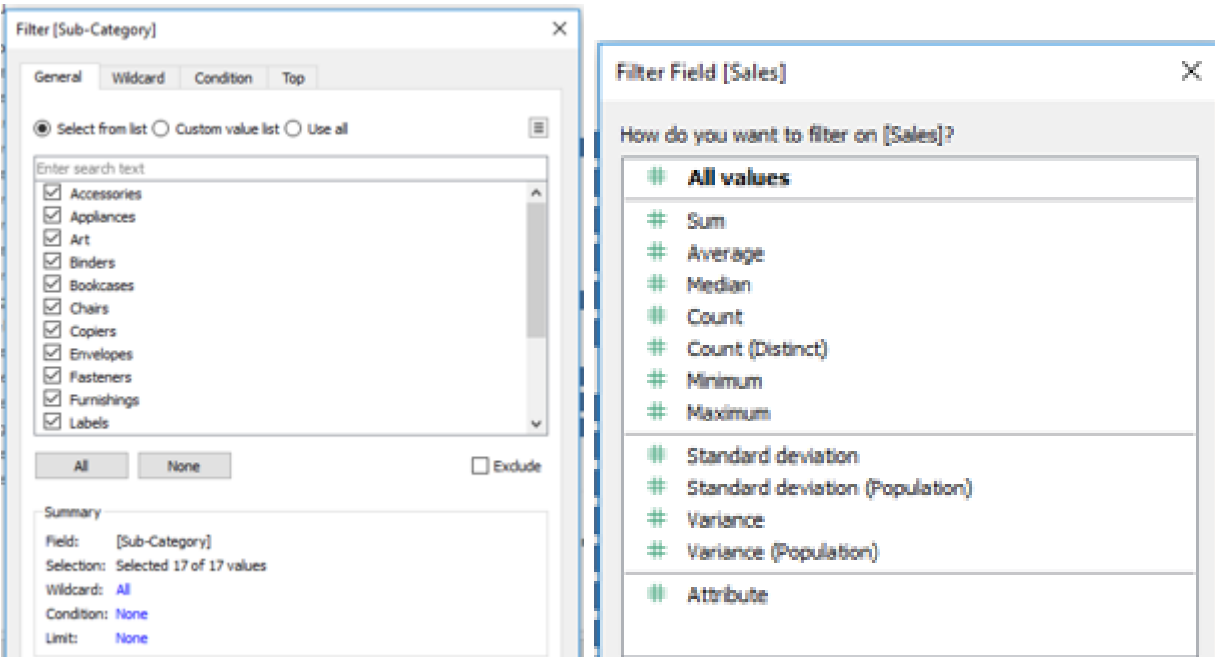 Filter [Sub-Category]
General Wildcard Condition Top
Select from list Custom value list Use all
Enter search text
Accessories
Appliances
Art
Binders
Bookcases
Chairs
Copiers
Envelopes
Fasteners
Furnishings
Labels
All None Exclude
Summary
Field: [Sub-Category]
Selection: Selected 17 of 17 values
Wildcard: All
Condition: None
Limit: None
Filter Field [Sales]
How do you want to filter on [Sales]?
# All values
# Sum
# Average
# Median
# Count
# Count (Distinct)
# Minimum
# Maximum
# Standard deviation
# Standard deviation (Population)
# Variance
# Variance (Population)
# Attribute